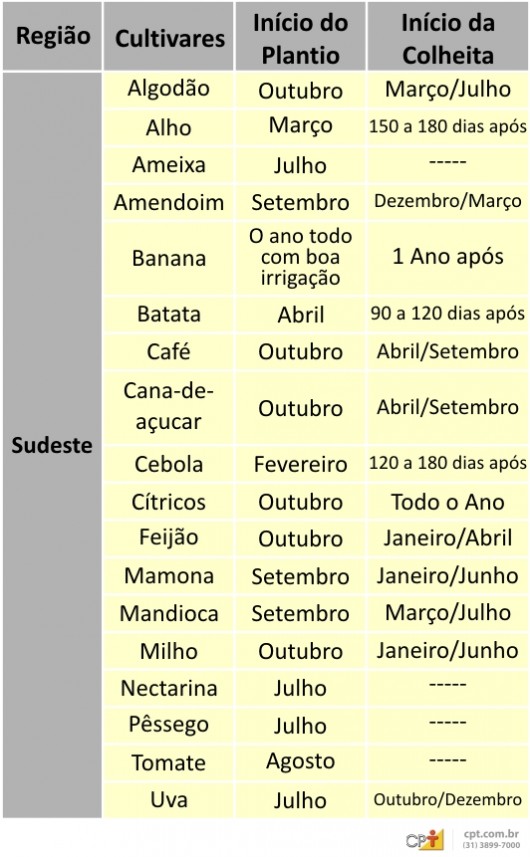 Região Cultivares Início do Plantio Início da Colheita
Sudeste
Algodão Outubro Março/Julho
Alho Março 150 a 180 dias após
Ameixa Julho -----
Amendoim Setembro Dezembro/Março
Banana O ano todo com boa irrigação 1 Ano após
Batata Abril 90 a 120 dias após
Café Outubro Abril/Setembro
Cana-de-açucar Outubro Abril/Setembro
Cebola Fevereiro 120 a 180 dias após
Cítricos Outubro Todo o Ano
Feijão Outubro Janeiro/Abril
Mamona Setembro Janeiro/Junho
Mandioca Setembro Março/Julho
Milho Outubro Janeiro/Junho
Nectarina Julho -----
Pêssego Julho -----
Tomate Agosto -----
Uva Julho Outubro/Dezembro
CPT cpt.com.br
(31) 3899-7000